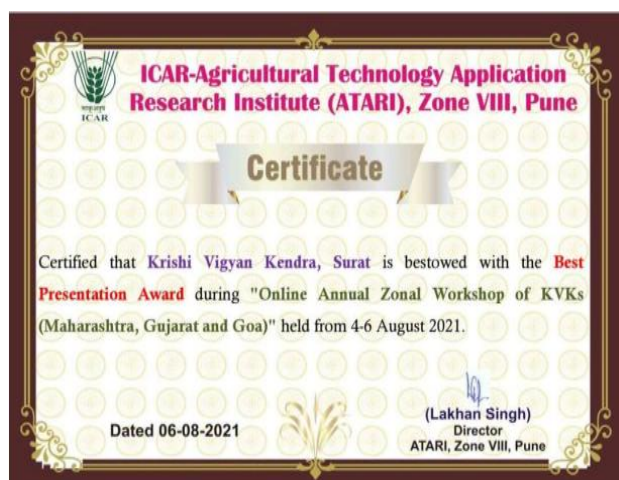 ICAR-Agricultural Technology Application
Research Institute (ATARI), Zone VIII, Pune
ICAR
Certificate
Certified that Krishi Vigyan Kendra, Surat is bestowed with the Best
Presentation Award during "Online Annual Zonal Workshop of KVKs
(Maharashtra, Gujarat and Goa)" held from 4-6 August 2021.
(Lakhan Singh)
Dated 06-08-2021
Director
ATARI, Zone VIII, Pune